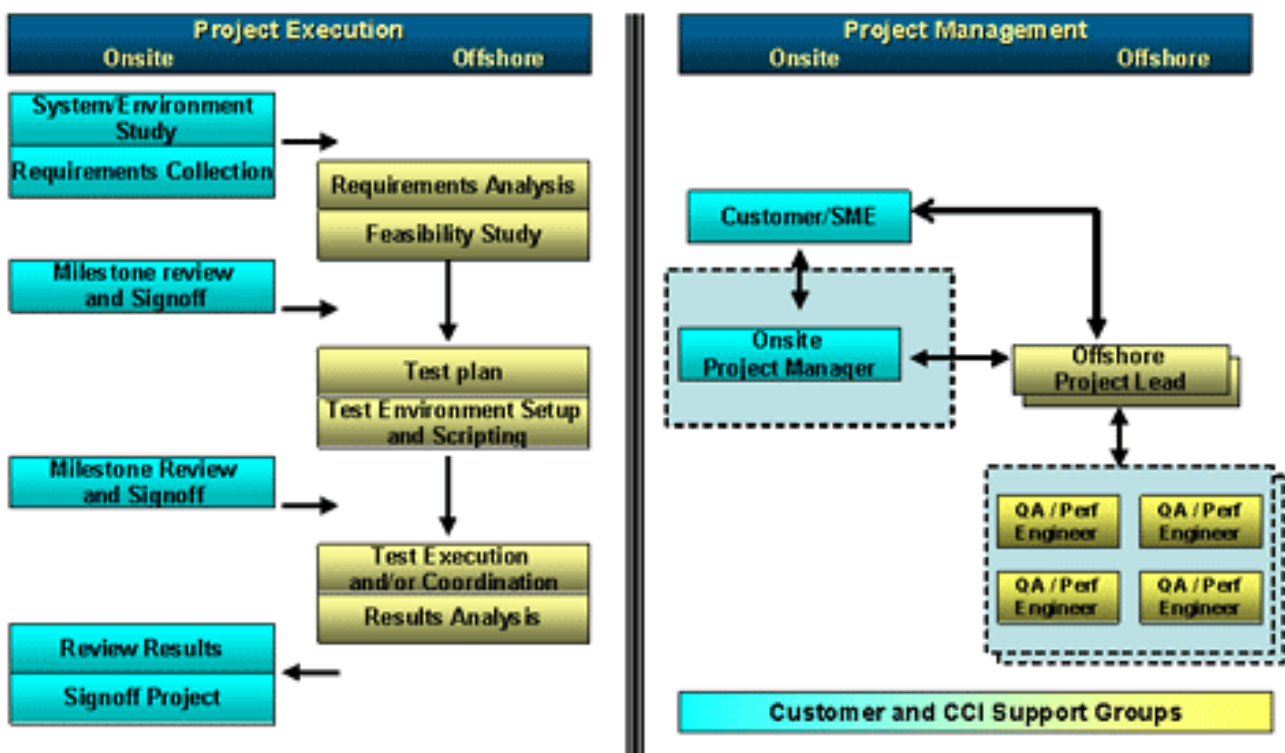 Project Execution
Onsite Offshore
System/Environment
Study
Requirements Collection
Requirements Analysis
Feasibility Study
Milestone review
and Signoff
Test plan
Test Environment Setup
and Scripting
Milestone Review
and Signoff
Test Execution
and/or Coordination
Results Analysis
Review Results
Signoff Project
Project Management
Onsite Offshore
Customer/SME
Onsite
Project Manager
Offshore
Project Lead
QA / Perf
Engineer
QA / Perf
Engineer
QA / Perf
Engineer
QA / Perf
Engineer
Customer and CCI Support Groups